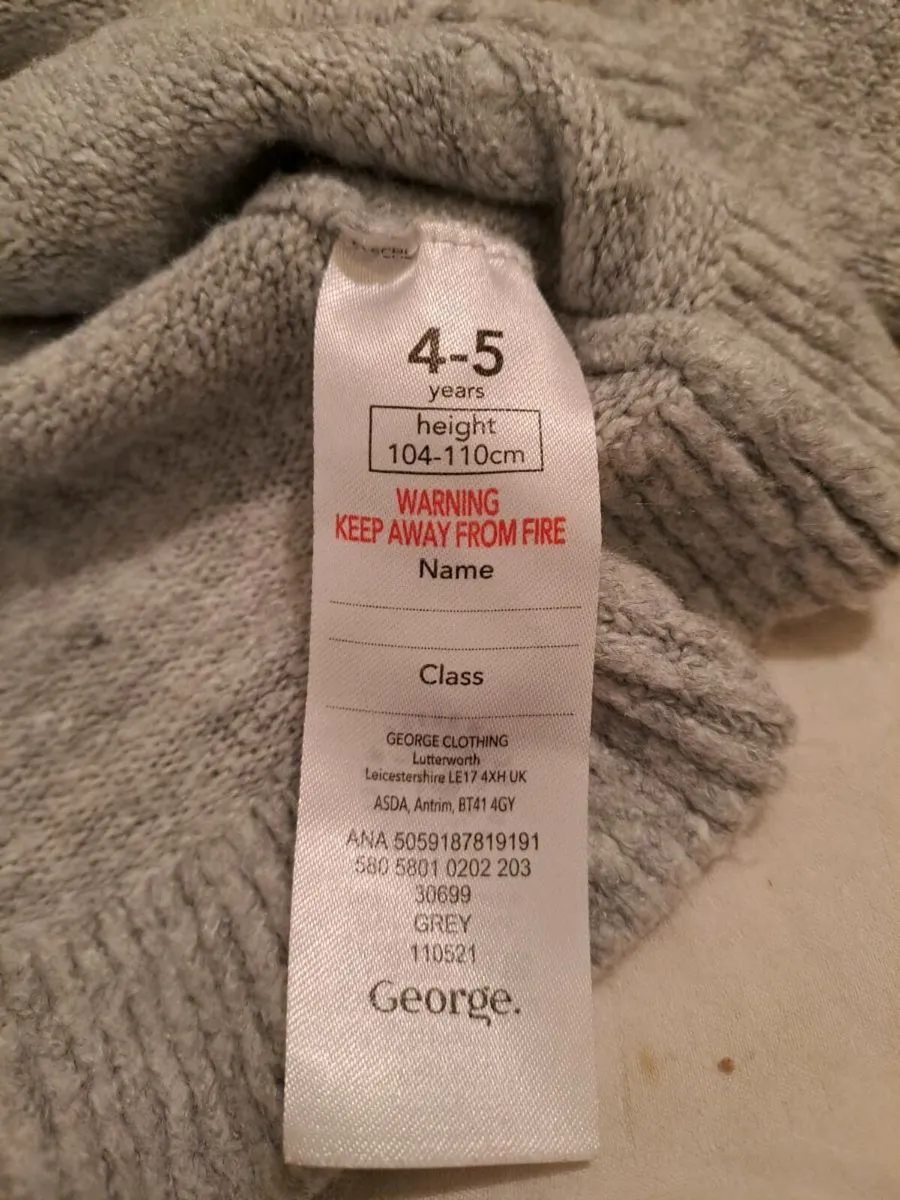 4-5
years
height
104-110cm
WARNING
KEEP AWAY FROM FIRE
Name
Class
GEORGE CLOTHING
Lutterworth
Leicestershire LE17 4XH UK
ASDA, Antrim, BT41 4GY
ANA 5059187819191
580 5801 0202 203
30699
GREY
110521
George.